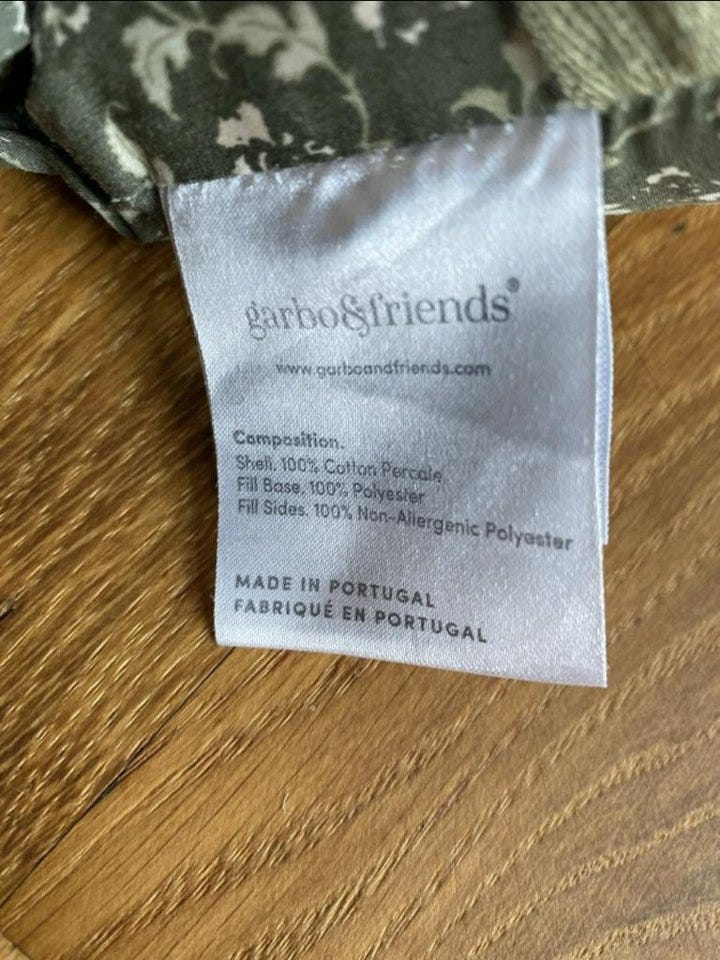 garbo&friends®
www.garboandfriends.com
Composition.
Shell. 100% Cotton Percale
Fill Base. 100% Polyester
Fill Sides. 100% Non-Allergenic Polyester
MADE IN PORTUGAL
FABRIQUÉ EN PORTUGAL